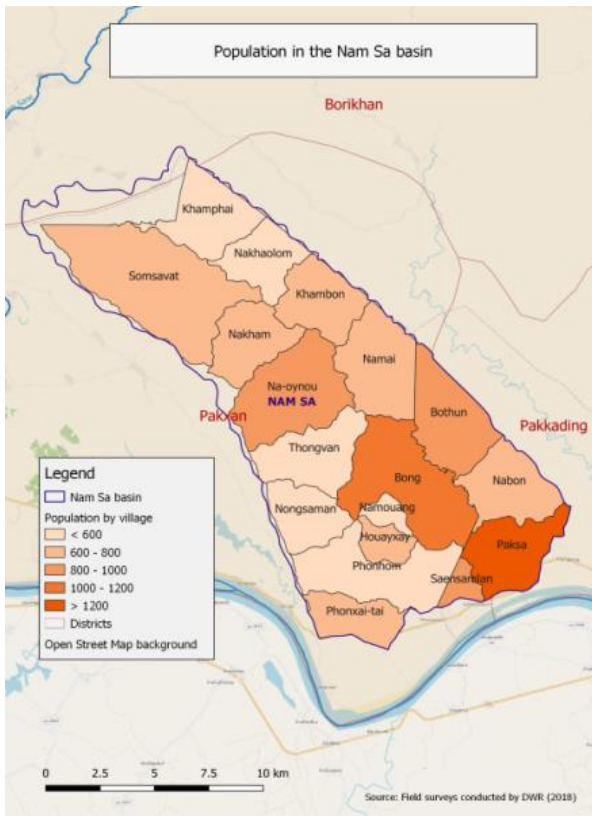 Population in the Nam Sa basin
Borikhan
Khamphai
Nakhaolom
Somsavat
Khambon
Nakham
Namai
Na-oynou
NAM SA
Bothun
Pakxan
Pakkading
Thongvan
Bong
Nabon
Nongsaman
Namouang
Houayxay
Paksa
Phonhom
Phonxai-tai
Legend
Nam Sa basin
Population by village
< 600
600 - 800
800 - 1000
1000 - 1200
> 1200
Districts
Open Street Map background
0 2.5 5 7.5 10 km
Source: Field surveys conducted by DWR (2018)